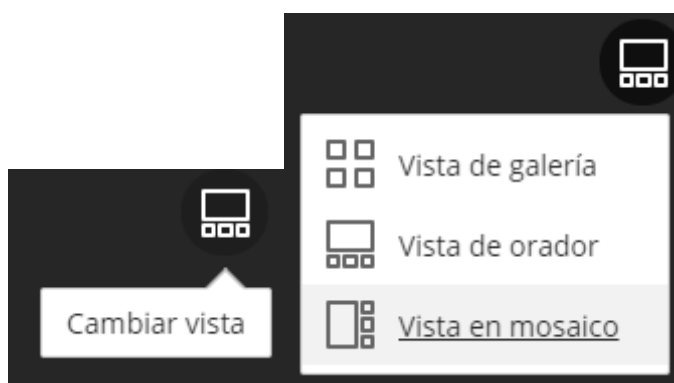 Cambiar vista
Vista de galería
Vista de orador
Vista en mosaico